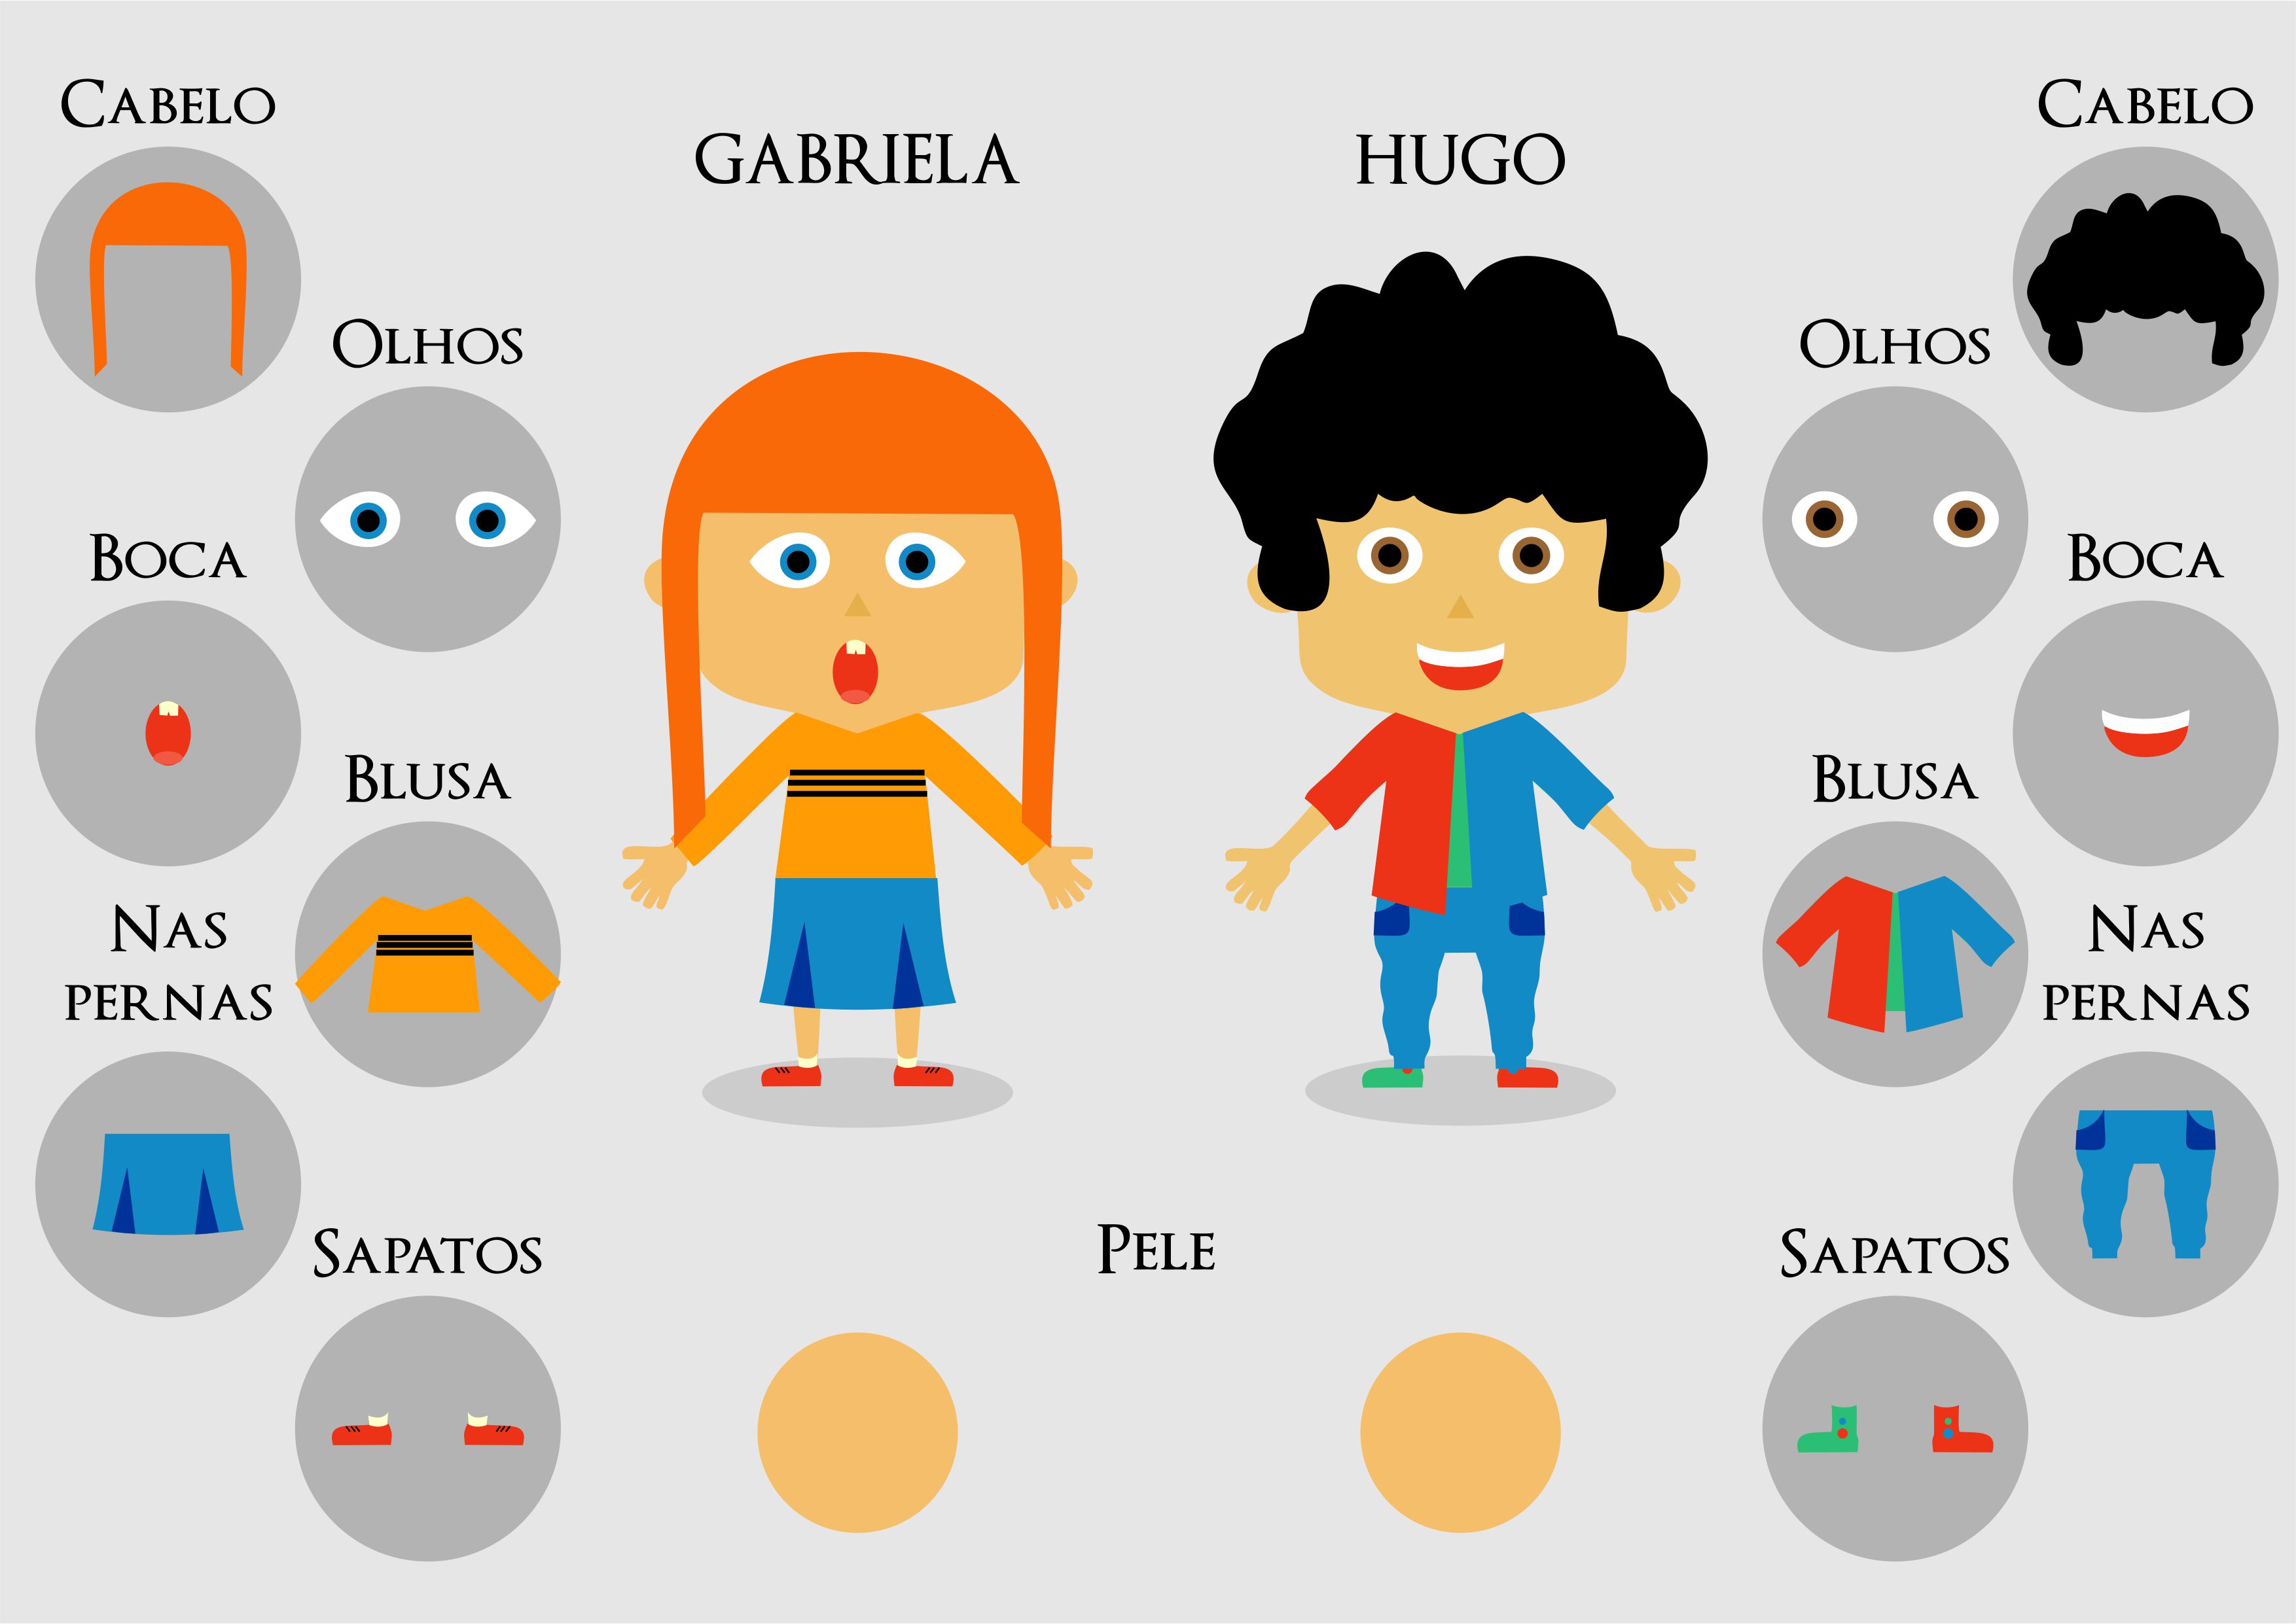 Cabelo
GABRIELA
HUGO
Cabelo
Olhos
Olhos
Boca
Boca
Blusa
Blusa
Nas
pernas
Nas
pernas
Sapatos
Pele
Sapatos